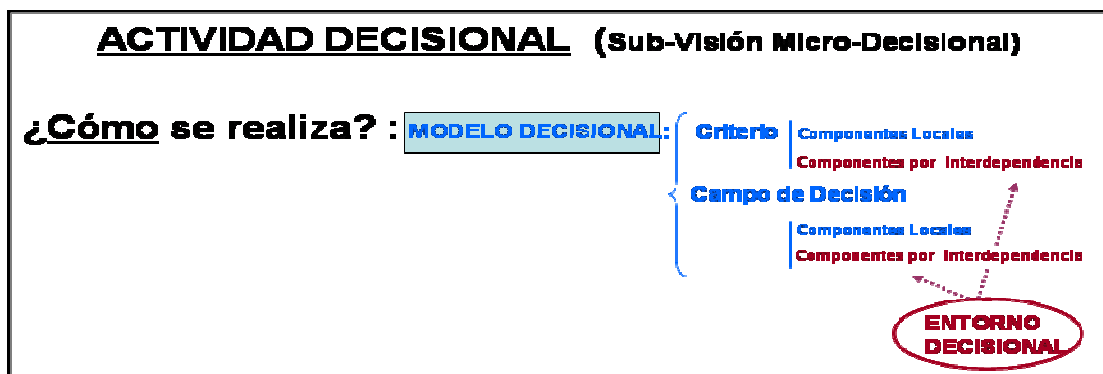 ACTIVIDAD DECISIONAL (Sub-Visión Micro-Decisional)
¿Cómo se realiza? : MODELO DECISIONAL: Criterio
Componentes Locales
Componentes por Interdependencia
Campo de Decisión
Componentes Locales
Componentes por Interdependencia
ENTORNO
DECISIONAL